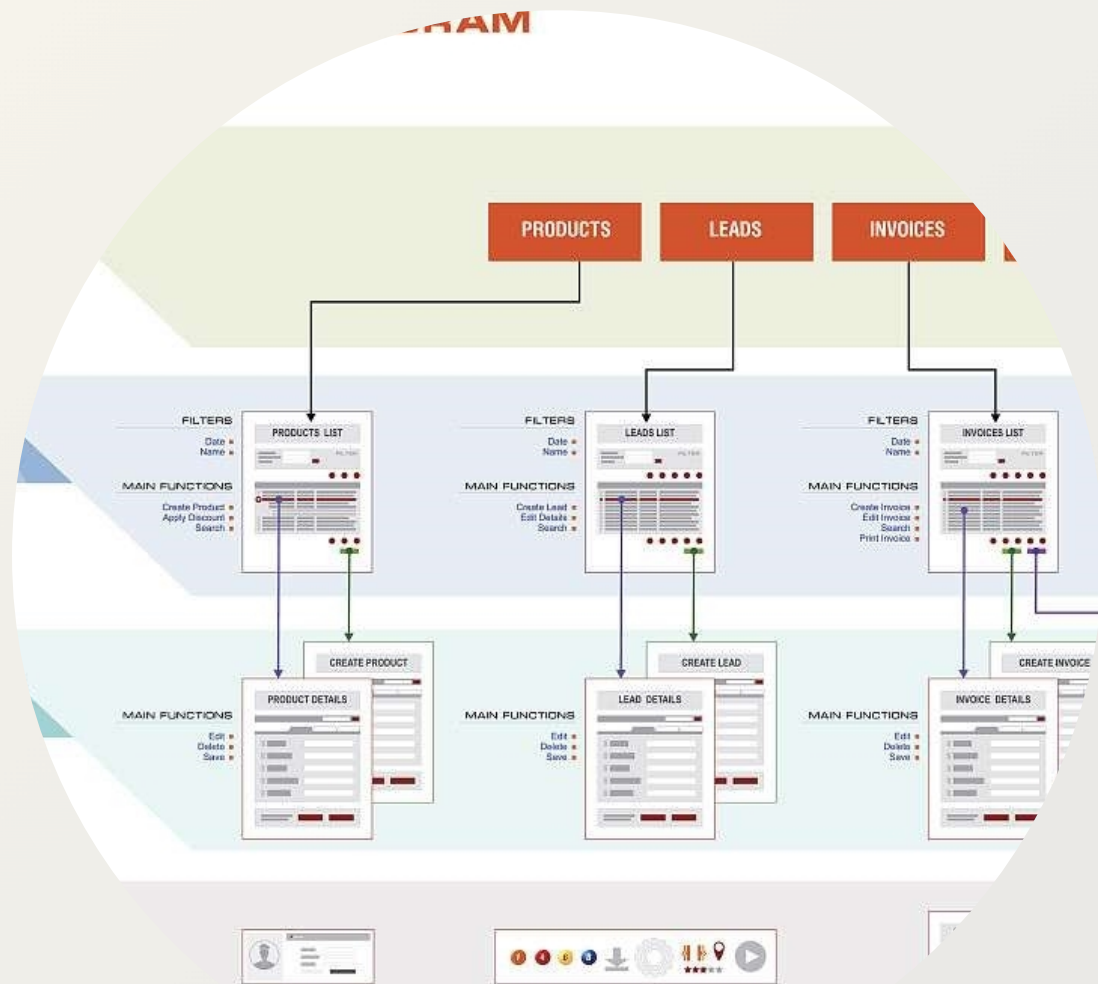 PRODUCTS
LEADS
INVOICES
FILTERS
Date
Name
MAIN FUNCTIONS
Create Product
Apply Discount
Search
PRODUCTS LIST
FILTER
FILTERS
Date
Name
MAIN FUNCTIONS
Create Lead
Edit Details
Search
LEADS LIST
FILTER
FILTERS
Date
Name
MAIN FUNCTIONS
Create Invoice
Edit Invoice
Search
Print Invoice
INVOICES LIST
FILTER
CREATE PRODUCT
PRODUCT DETAILS
MAIN FUNCTIONS
Edit
Delete
Save
CREATE LEAD
LEAD DETAILS
MAIN FUNCTIONS
Edit
Delete
Save
CREATE INVOICE
INVOICE DETAILS
MAIN FUNCTIONS
Edit
Delete
Save